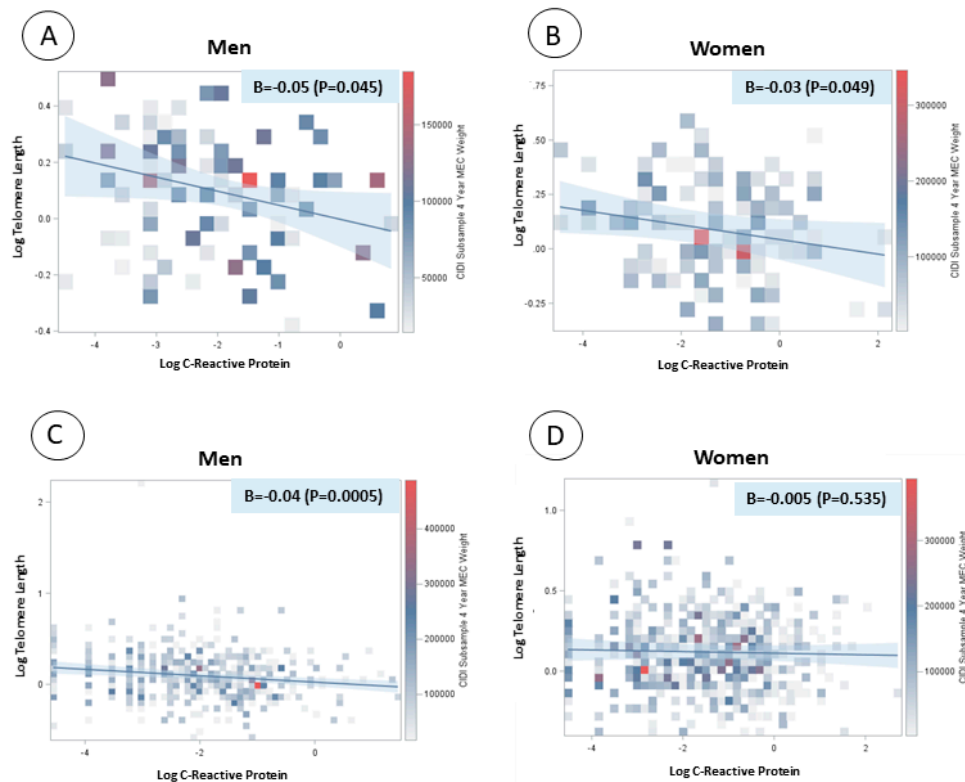 A
Men
B=-0.05 (P=0.045)
0.4
0.2
0.0
-0.2
-0.4
-4
-3
-2
-1
0
Log Telomere Length
Log C-Reactive Protein
150000
100000
50000
CIDI Subsample 4 Year MEC Weight
B
Women
B=-0.03 (P=0.049)
.75
.50
.25
.00
-0.25
-4
-2
0
2
Log Telomere Length
Log C-Reactive Protein
300000
200000
100000
CIDI Subsample 4 Year MEC Weight
C
Men
B=-0.04 (P=0.0005)
2
1
0
-4
-2
0
Log Telomere Length
Log C-Reactive Protein
400000
300000
200000
100000
CIDI Subsample 4 Year MEC Weight
D
Women
B=-0.005 (P=0.535)
1.0
0.5
0.0
-4
-2
0
2
Log Telomere Length
Log C-Reactive Protein
300000
200000
100000
CIDI Subsample 4 Year MEC Weight